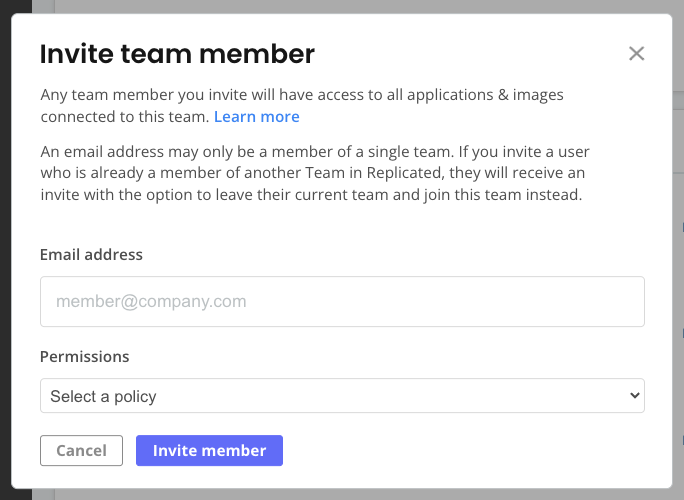 Invite team member
Any team member you invite will have access to all applications & images
connected to this team. Learn more
An email address may only be a member of a single team. If you invite a user
who is already a member of another Team in Replicated, they will receive an
invite with the option to leave their current team and join this team instead.
Email address
member@company.com
Permissions
Select a policy
Cancel
Invite member